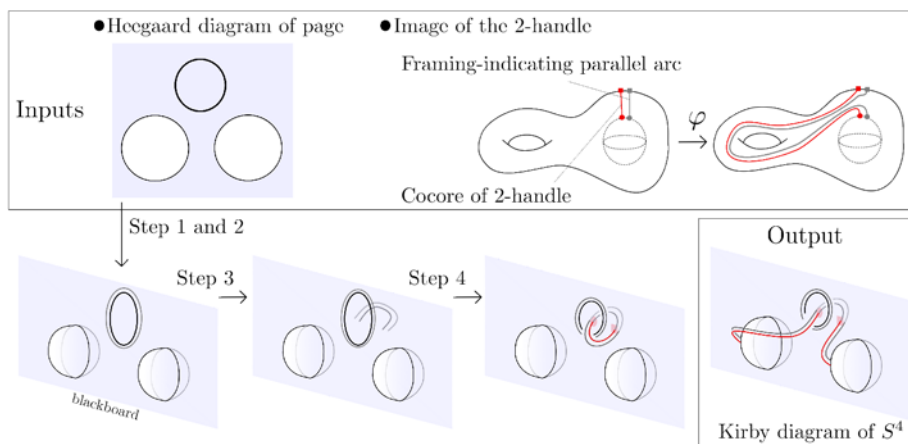 ●Heegaard diagram of page
●Image of the 2-handle
Framing-indicating parallel arc
Inputs
φ
Cocore of 2-handle
Step 1 and 2
Output
Step 3
Step 4
blackboard
Kirby diagram of S⁴